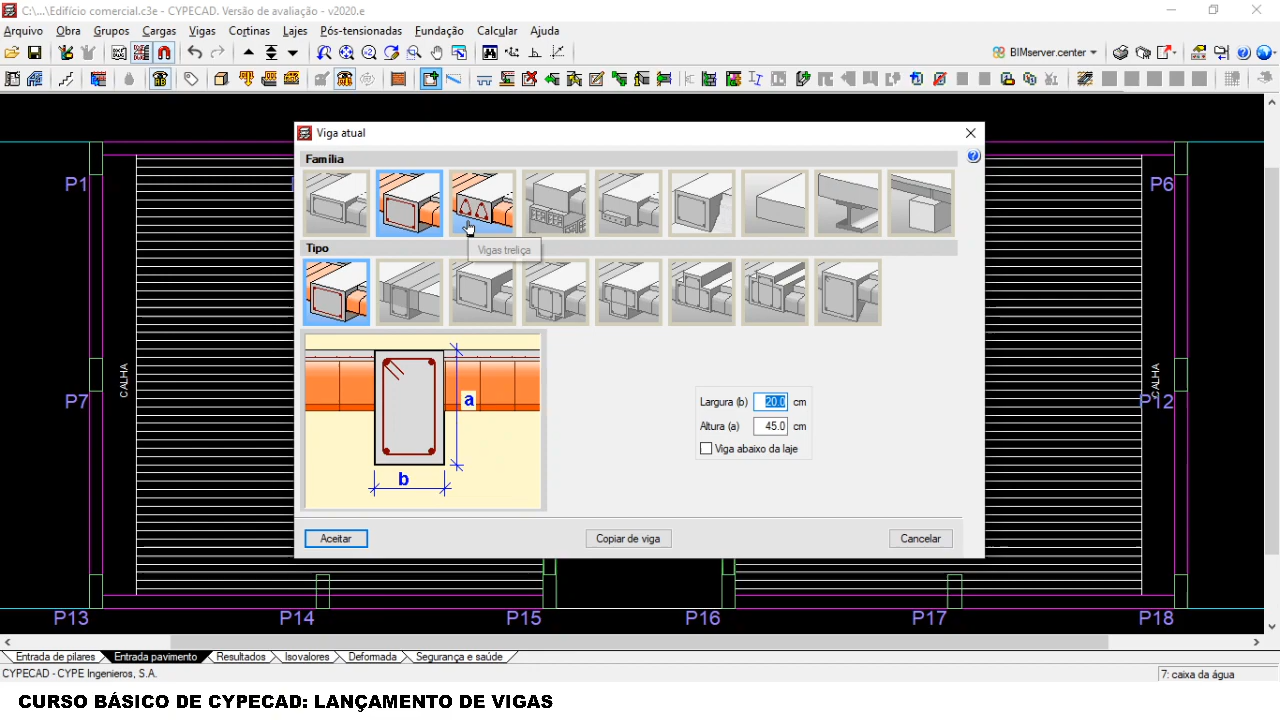 C:\...\Edifício comercial.c3e - CYPECAD. Versão de avaliação - v2020.e
Arquivo Obra Grupos Cargas Vigas Cortinas Lajes Pós-tensionadas Fundação Calcular Ajuda
BIMserver.center
Viga atual
Família
P1
P6
Vigas treliça
Tipo
CALHA
CALHA
P7
P12
a
b
Largura (b) 20.0 cm
Altura (a) 45.0 cm
Viga abaixo da laje
Aceitar
Copiar de viga
Cancelar
P13 P14 P15 P16 P17 P18
Entrada de pilares Entrada pavimento Resultados Isovalores Deformada Segurança e saúde
CYPECAD - CYPE Ingenieros, S.A.
7: caixa da água
CURSO BÁSICO DE CYPECAD: LANÇAMENTO DE VIGAS